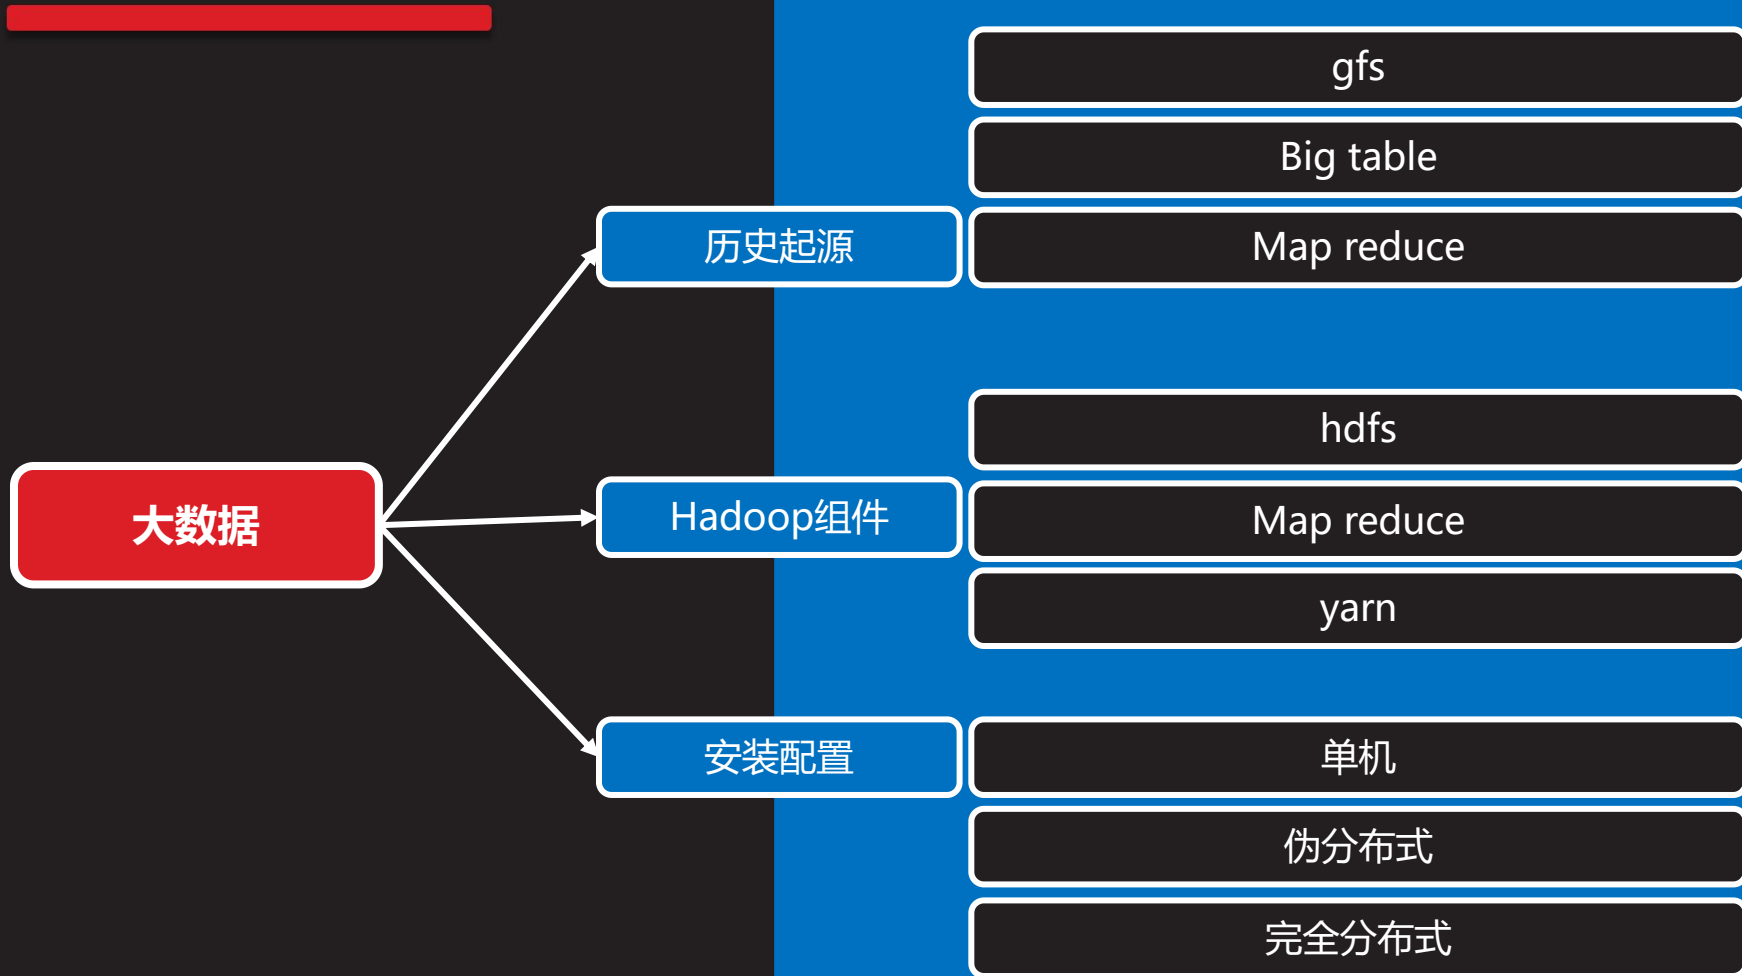 大数据
历史起源
gfs
Big table
Map reduce
Hadoop组件
hdfs
Map reduce
yarn
安装配置
单机
伪分布式
完全分布式